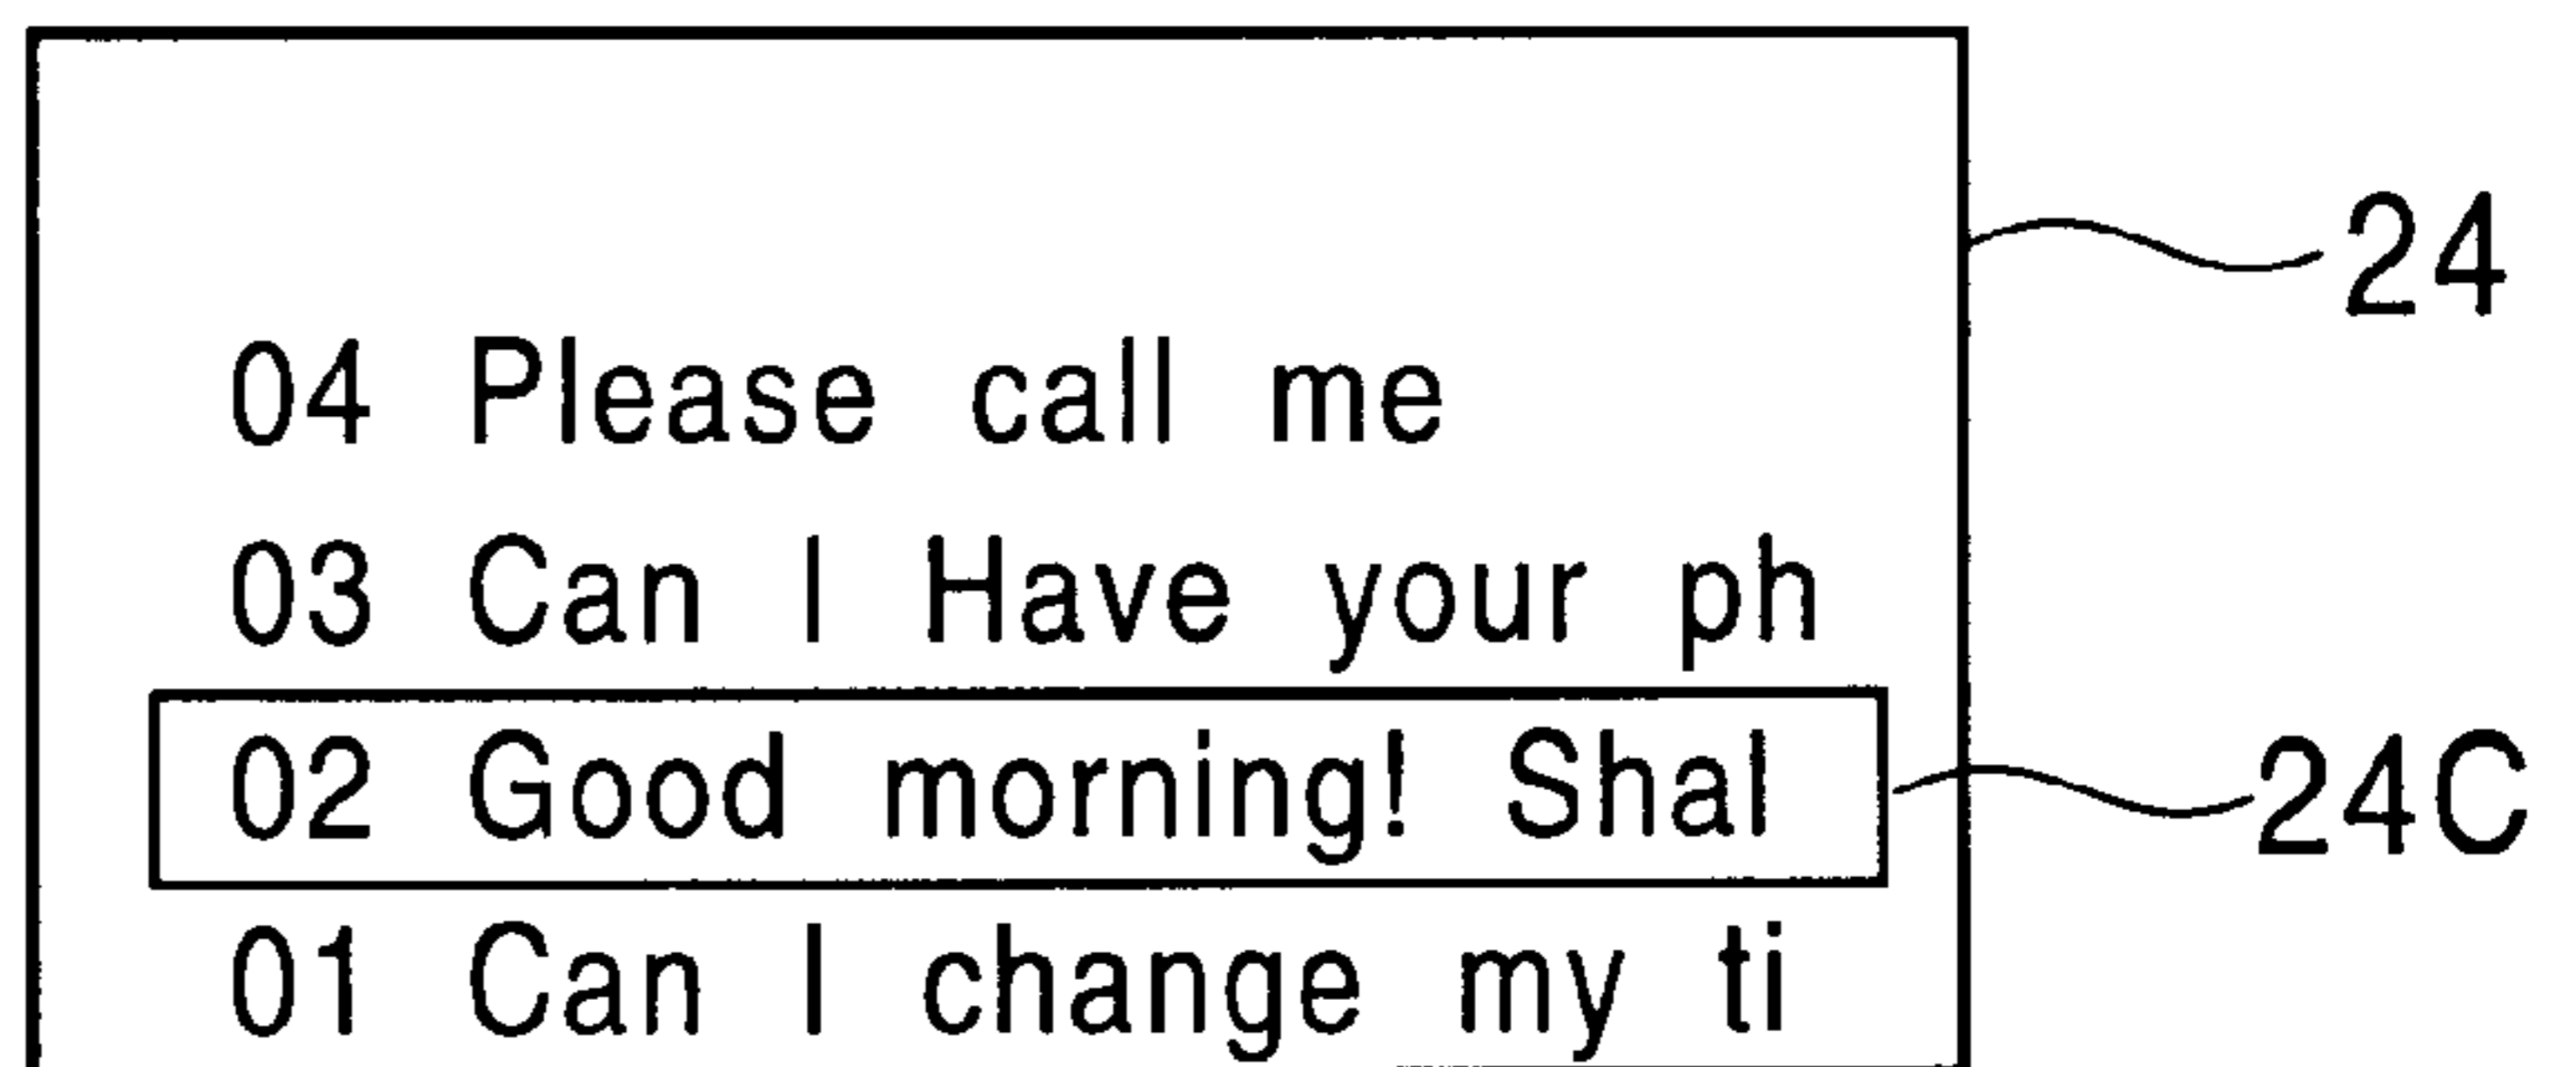 24
04 Please call me
03 Can I Have your ph
02 Good morning! Shal
24C
01 Can I change my ti